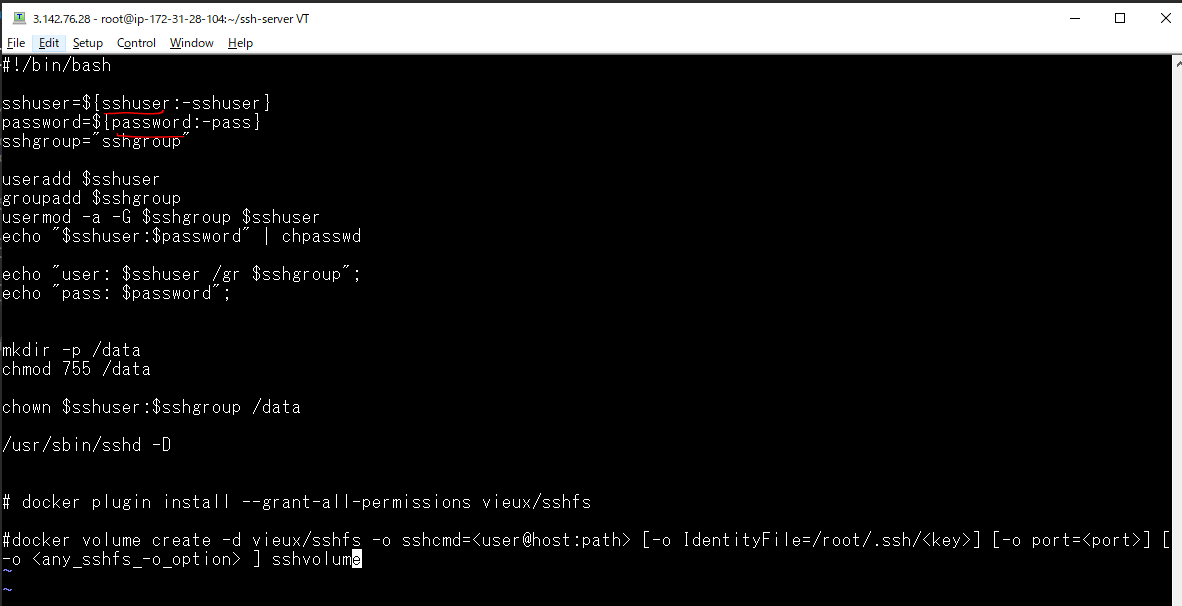 3.142.76.28 - root@ip-172-31-28-104:~/ssh-server VT
File Edit Setup Control Window Help
#!/bin/bash
sshuser=${sshuser:-sshuser}
password=${password:-pass}
sshgroup="sshgroup"
useradd $sshuser
groupadd $sshgroup
usermod -a -G $sshgroup $sshuser
echo "$sshuser:$password" | chpasswd
echo "user: $sshuser /gr $sshgroup";
echo "pass: $password";
mkdir -p /data
chmod 755 /data
chown $sshuser:$sshgroup /data
/usr/sbin/sshd -D
# docker plugin install --grant-all-permissions vieux/sshfs
#docker volume create -d vieux/sshfs -o sshcmd=<user@host:path> [-o IdentityFile=/root/.ssh/<key>] [-o port=<port>] [
-o <any_sshfs_-o_option> ] sshvolume
~
~